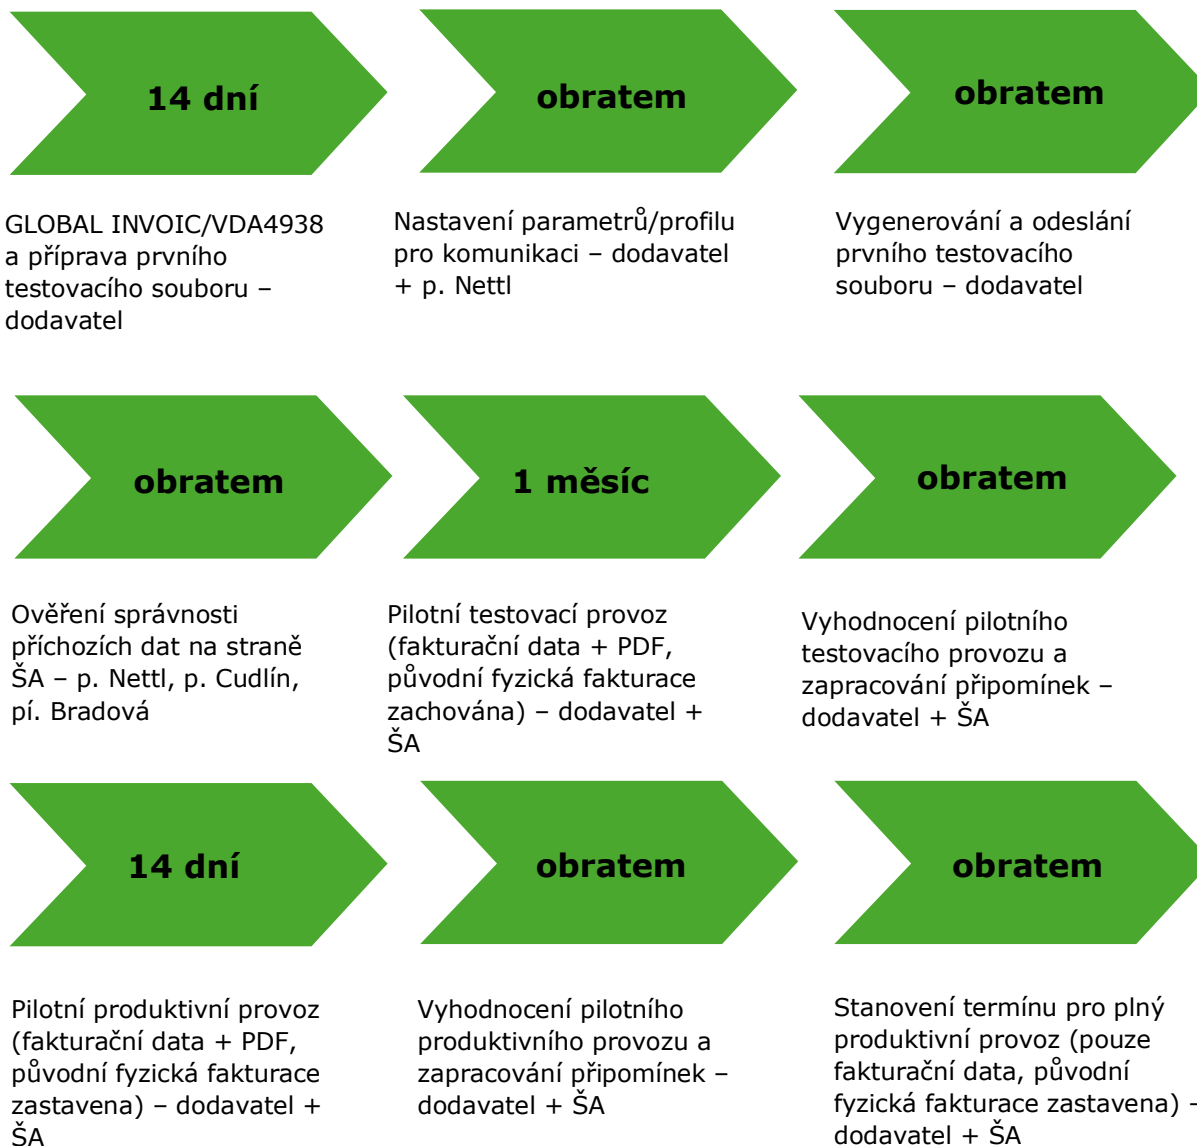 14 dní
obratem
obratem
GLOBAL INVOIC/VDA4938
a příprava prvního
testovacího souboru –
dodavatel
Nastavení parametrů/profilu
pro komunikaci – dodavatel
+ p. Nettl
Vygenerování a odeslání
prvního testovacího
souboru – dodavatel
obratem
1 měsíc
obratem
Ověření správnosti
příchozích dat na straně
ŠA – p. Nettl, p. Cudlín,
pí. Bradová
Pilotní testovací provoz
(fakturační data + PDF,
původní fyzická fakturace
zachována) – dodavatel +
ŠA
Vyhodnocení pilotního
testovacího provozu a
zapracování připomínek –
dodavatel + ŠA
14 dní
obratem
obratem
Pilotní produktivní provoz
(fakturační data + PDF,
původní fyzická fakturace
zastavena) – dodavatel +
ŠA
Vyhodnocení pilotního
produktivního provozu a
zapracování připomínek –
dodavatel + ŠA
Stanovení termínu pro plný
produktivní provoz (pouze
fakturační data, původní
fyzická fakturace zastavena) –
dodavatel + ŠA